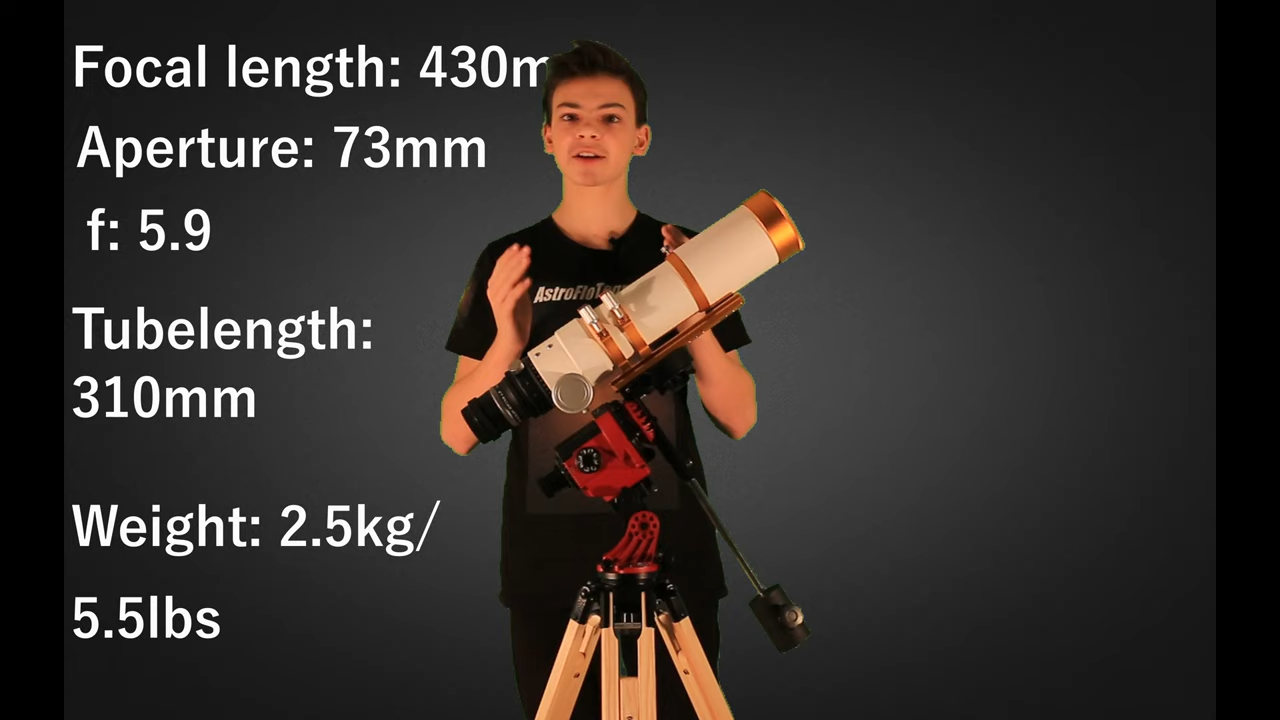 Focal length: 430m
Aperture: 73mm
f: 5.9
Tubelength:
310mm
Weight: 2.5kg/
5.5lbs